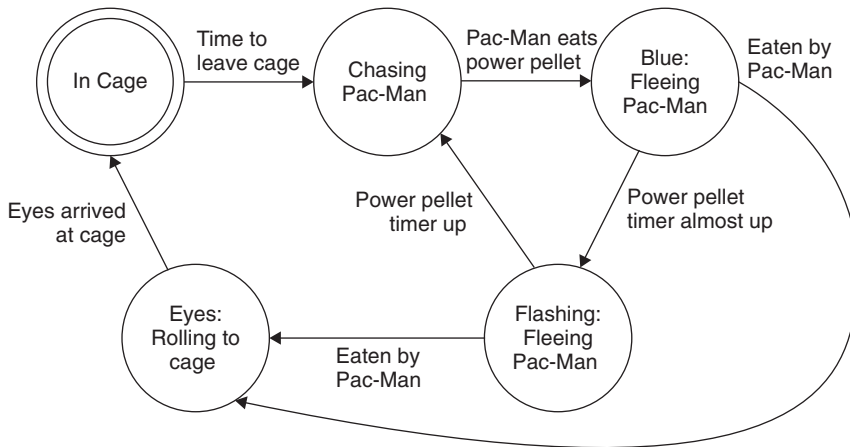 In Cage
Time to
leave cage
Chasing
Pac-Man
Pac-Man eats
power pellet
Blue:
Fleeing
Pac-Man
Eaten by
Pac-Man
Eyes arrived
at cage
Power pellet
timer up
Power pellet
timer almost up
Eyes:
Rolling to
cage
Eaten by
Pac-Man
Flashing:
Fleeing
Pac-Man